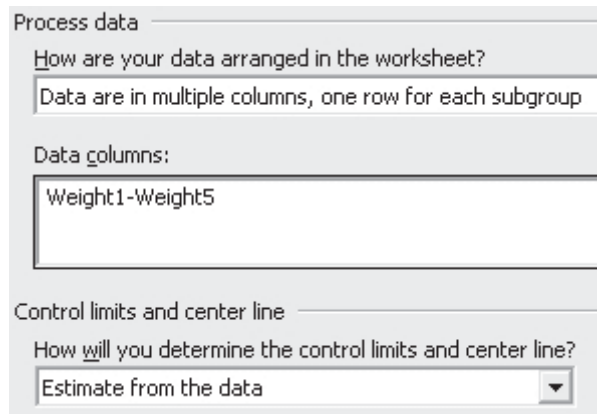 Process data
How are your data arranged in the worksheet?
Data are in multiple columns, one row for each subgroup
Data columns:
Weight1-Weight5
Control limits and center line
How will you determine the control limits and center line?
Estimate from the data